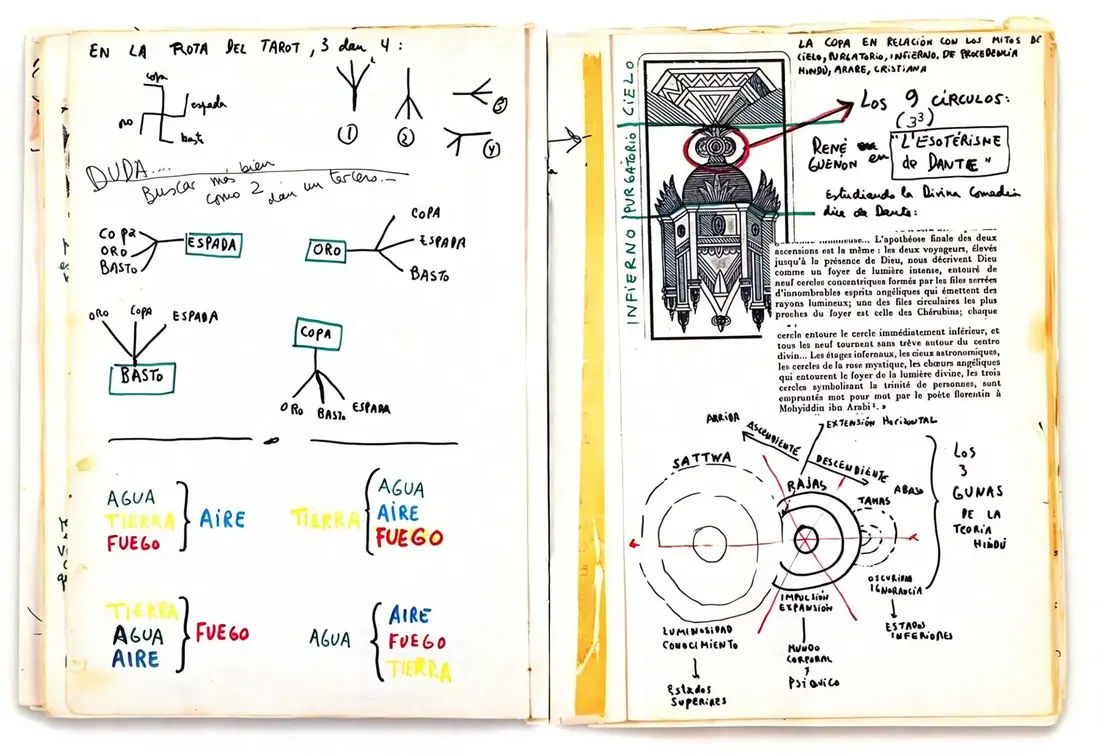 EN LA ROTA DEL TAROT, 3 dan 4:
copa
espada
basto
1
2
3
4
DUDA....
Buscar más bien
como 2 dan un tercero.—
COPA
ORO
BASTO
ESPADA
ORO
COPA
ESPADA
BASTO
ORO COPA ESPADA
BASTO
COPA
ORO BASTO ESPADA
AGUA
TIERRA
FUEGO
AIRE
TIERRA
AGUA
AIRE
FUEGO
TIERRA
AGUA
AIRE
FUEGO
AGUA
AIRE
FUEGO
TIERRA
LA COPA EN RELACIÓN CON LOS MITOS DE
CIELO, PURGATORIO, INFIERNO, DE PROCEDENCIA
HINDÚ, ARABE, CRISTIANA
INFIERNO | PURGATORIO | CIELO
LOS 9 CÍRCULOS:
(3³)
RENÉ
GUENON en
"L'ESOTÉRISME
de DANTE"
Estudiando la Divina Comedia
dice de Dante:
L'apothéose finale des deux
ascensions est la même : les deux voyageurs, élevés
jusqu'à la présence de Dieu, nous décrivent Dieu
comme un foyer de lumière intense, entouré de
neuf cercles concentriques formés par les files serrées
d'innombrables esprits angéliques qui émettent des
rayons lumineux; une des files circulaires les plus
proches du foyer est celle des Chérubins; chaque
cercle entoure le cercle immédiatement inférieur, et
tous les neuf tournent sans trêve autour du centre
divin... Les étages infernaux, les cieux astronomiques,
les cercles de la rose mystique, les chœurs angéliques
qui entourent le foyer de la lumière divine, les trois
cercles symbolisant la trinité de personnes, sont
empruntés mot pour mot par le poète florentin à
Mohyiddin ibn Arabi ¹. »
ARRIBA
ASCENDIENTE
EXTENSIÓN HORIZONTAL
DESCENDIENTE
ABAJO
SATTWA
RAJAS
TAMAS
LOS
3
GUNAS
DE LA
TEORÍA
HINDÚ
LUMINOSIDAD
CONOCIMIENTO
Estados
SUPERIORES
IMPULSIÓN
EXPANSIÓN
MUNDO
CORPORAL
Y
PSÍQUICO
OSCURIDAD
IGNORANCIA
ESTADOS
INFERIORES